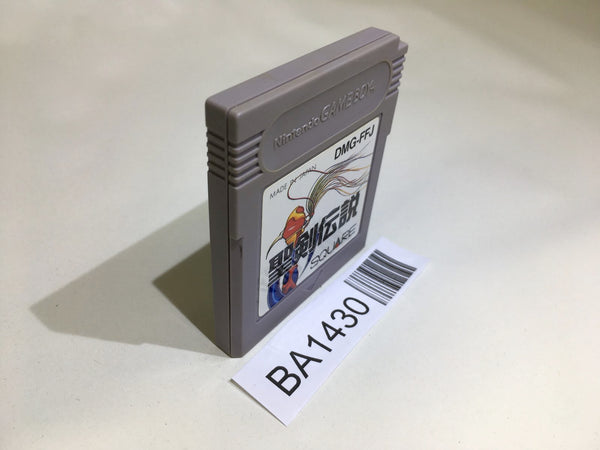 Nintendo GAME BOY
DMG-FFJ
MADE IN JAPAN
聖剣伝説
SQUARE
BA1430